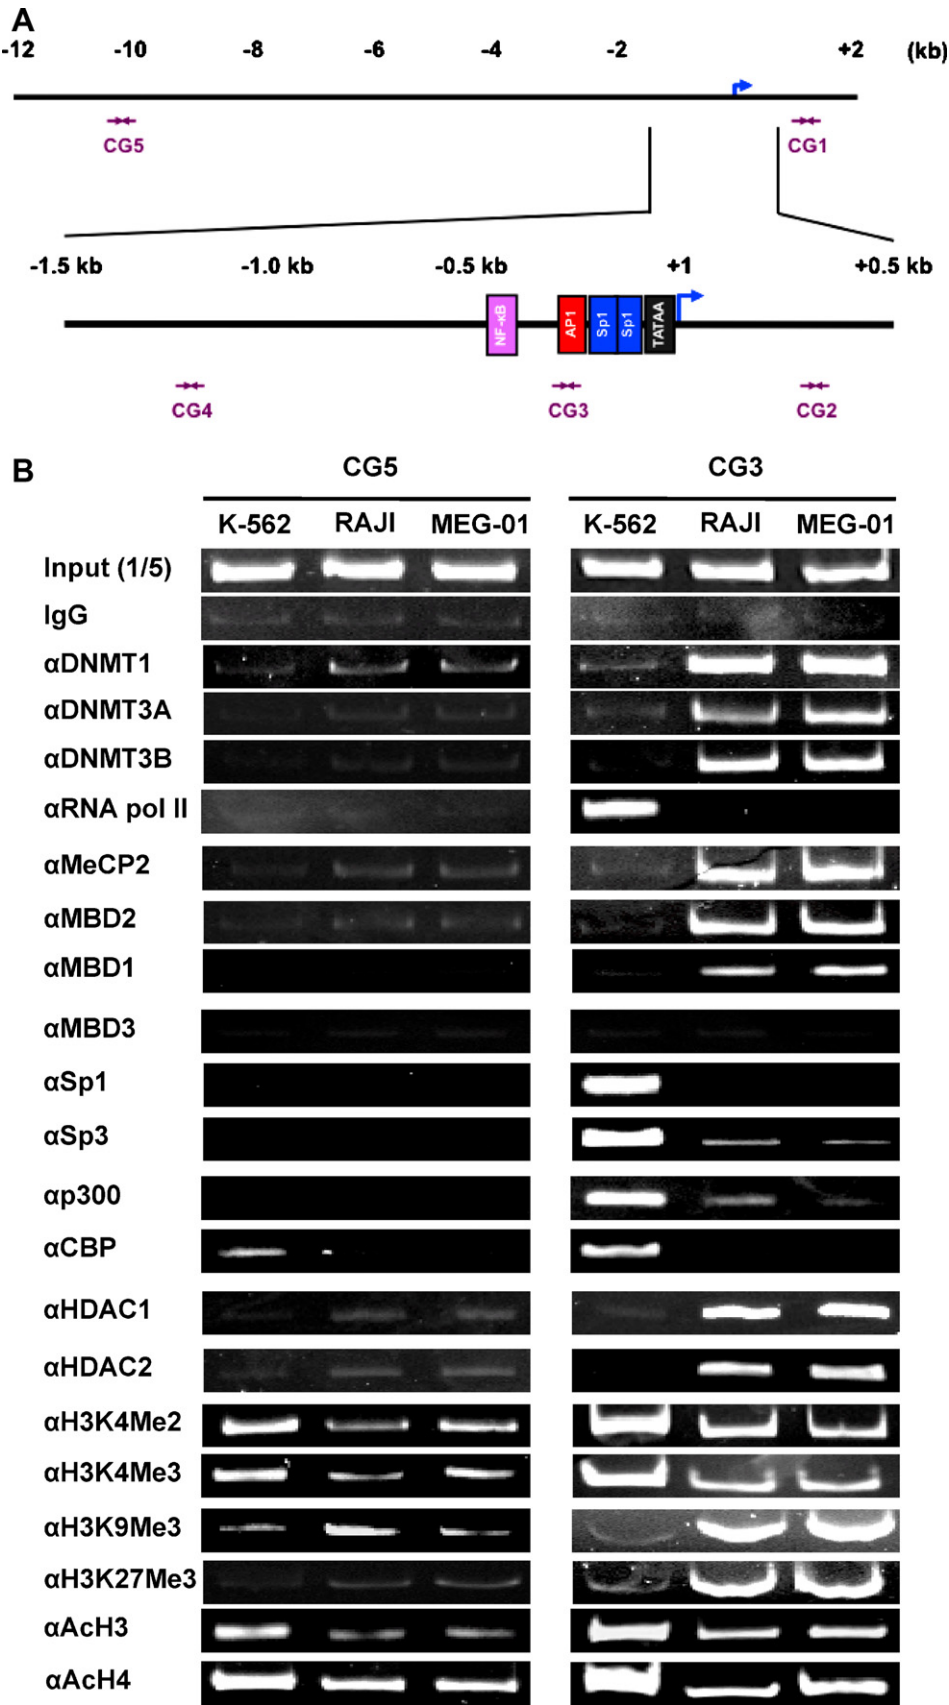 A
-12 -10 -8 -6 -4 -2 +2 (kb)
CG5 CG1
-1.5 kb -1.0 kb -0.5 kb +1 +0.5 kb
NF-κB AP1 Sp1 Sp1 TATAA
CG4 CG3 CG2
B CG5 CG3
K-562 RAJI MEG-01 K-562 RAJI MEG-01
Input (1/5)
IgG
αDNMT1
αDNMT3A
αDNMT3B
αRNA pol II
αMeCP2
αMBD2
αMBD1
αMBD3
αSp1
αSp3
αp300
αCBP
αHDAC1
αHDAC2
αH3K4Me2
αH3K4Me3
αH3K9Me3
αH3K27Me3
αAcH3
αAcH4